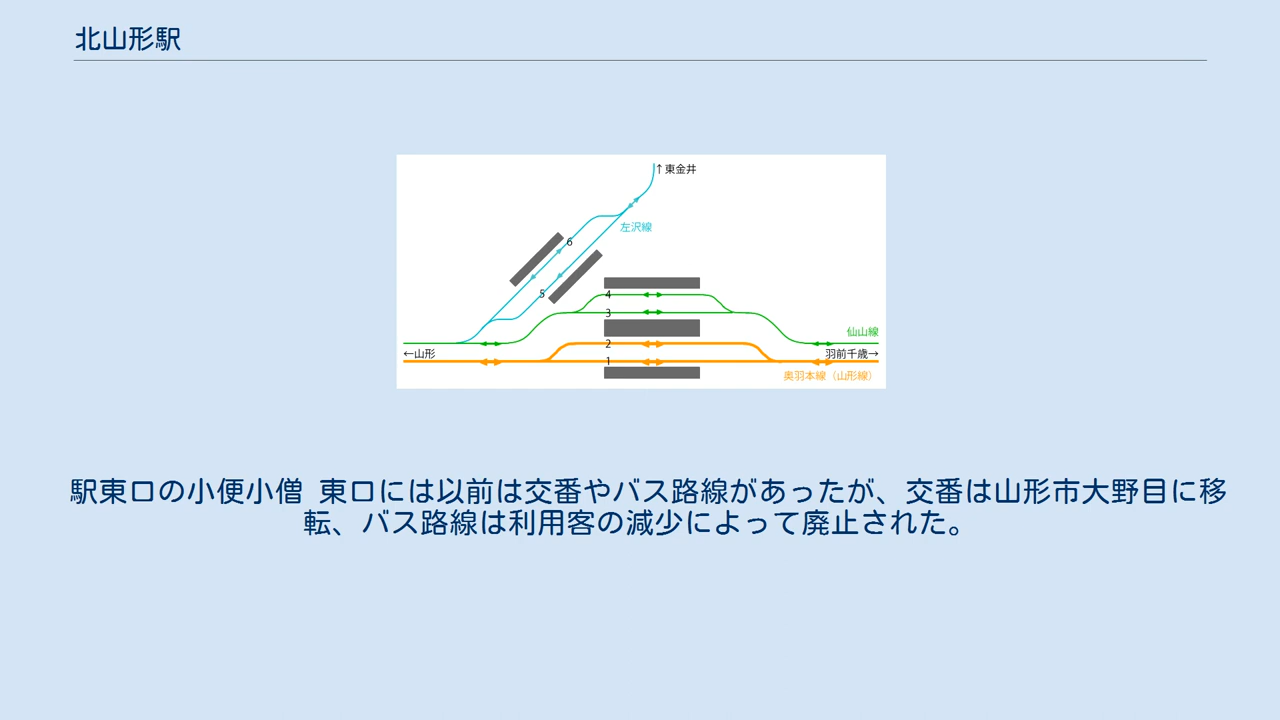 北山形駅
↑東金井
左沢線
6
5
4
3
仙山線
2
←山形
羽前千歳→
1
奥羽本線（山形線）
駅東口の小便小僧 東口には以前は交番やバス路線があったが、交番は山形市大野目に移
転、バス路線は利用客の減少によって廃止された。